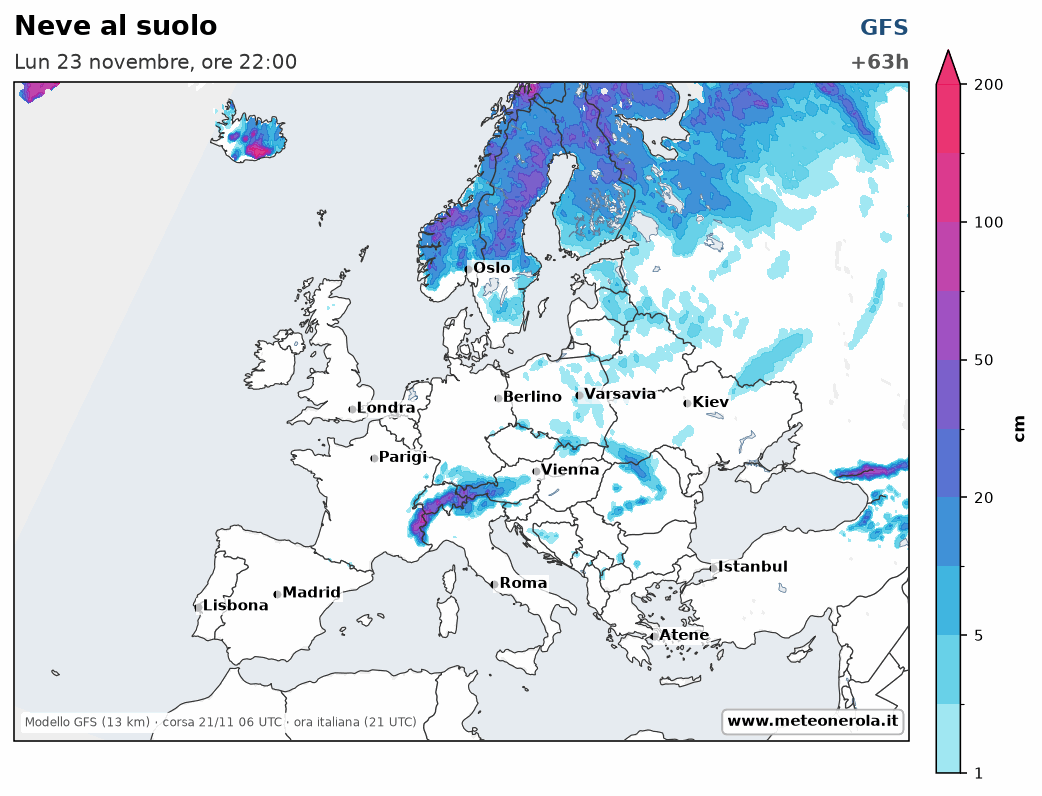 Neve al suolo
GFS
Lun 23 novembre, ore 22:00
+63h
200
100
50
cm
20
5
1
Oslo
Berlino
Varsavia
Kiev
Londra
Parigi
Vienna
Istanbul
Roma
Madrid
Lisbona
Atene
Modello GFS (13 km) · corsa 21/11 06 UTC · ora italiana (21 UTC)
www.meteonerola.it